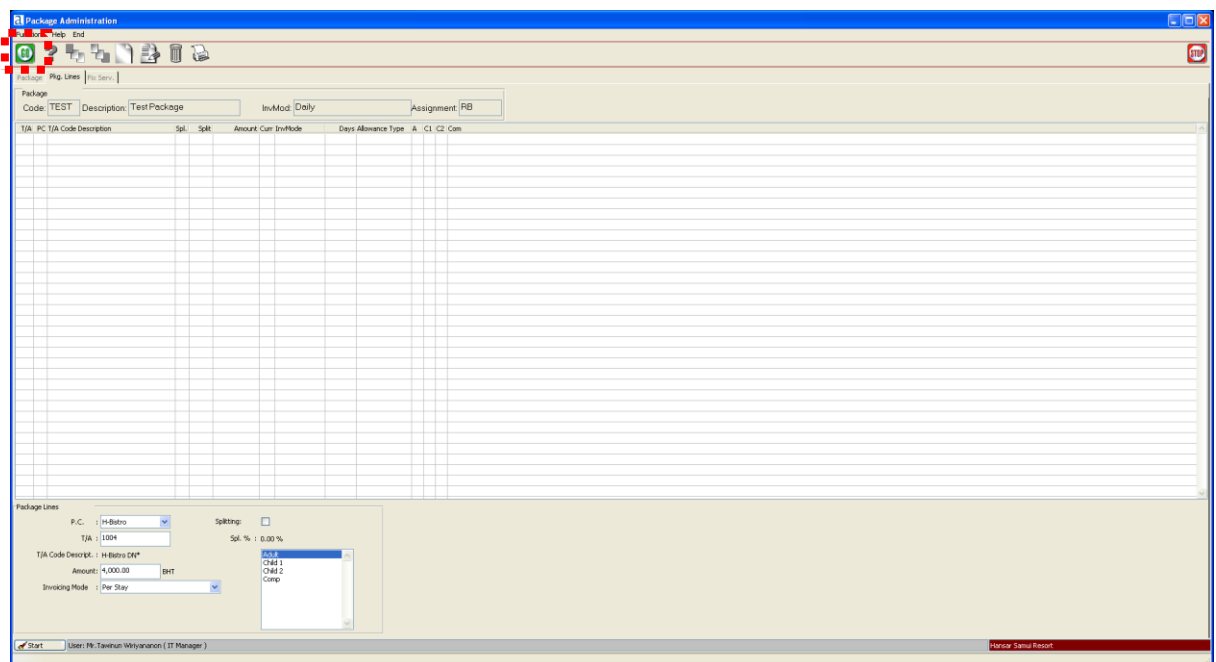 a Package Administration
Functions Help End
GO ? STOP
Package Pkg. Lines Fix Serv.
Package
Code: TEST Description: Test Package InvMod: Daily Assignment: RB
T/A PC T/A Code Description Spl. Split Amount Curr InvMode Days Allowance Type A C1 C2 Com
Package Lines
P.C. : H-Bistro Splitting:
T/A : 1004 Spl. % : 0.00 %
T/A Code Descript. : H-Bistro DN*
Adult
Child 1
Amount: 4,000.00 BHT Child 2
Comp
Invoicing Mode : Per Stay
Start User: Mr.Tawinun Wiriyananon ( IT Manager ) Hansar Samui Resort